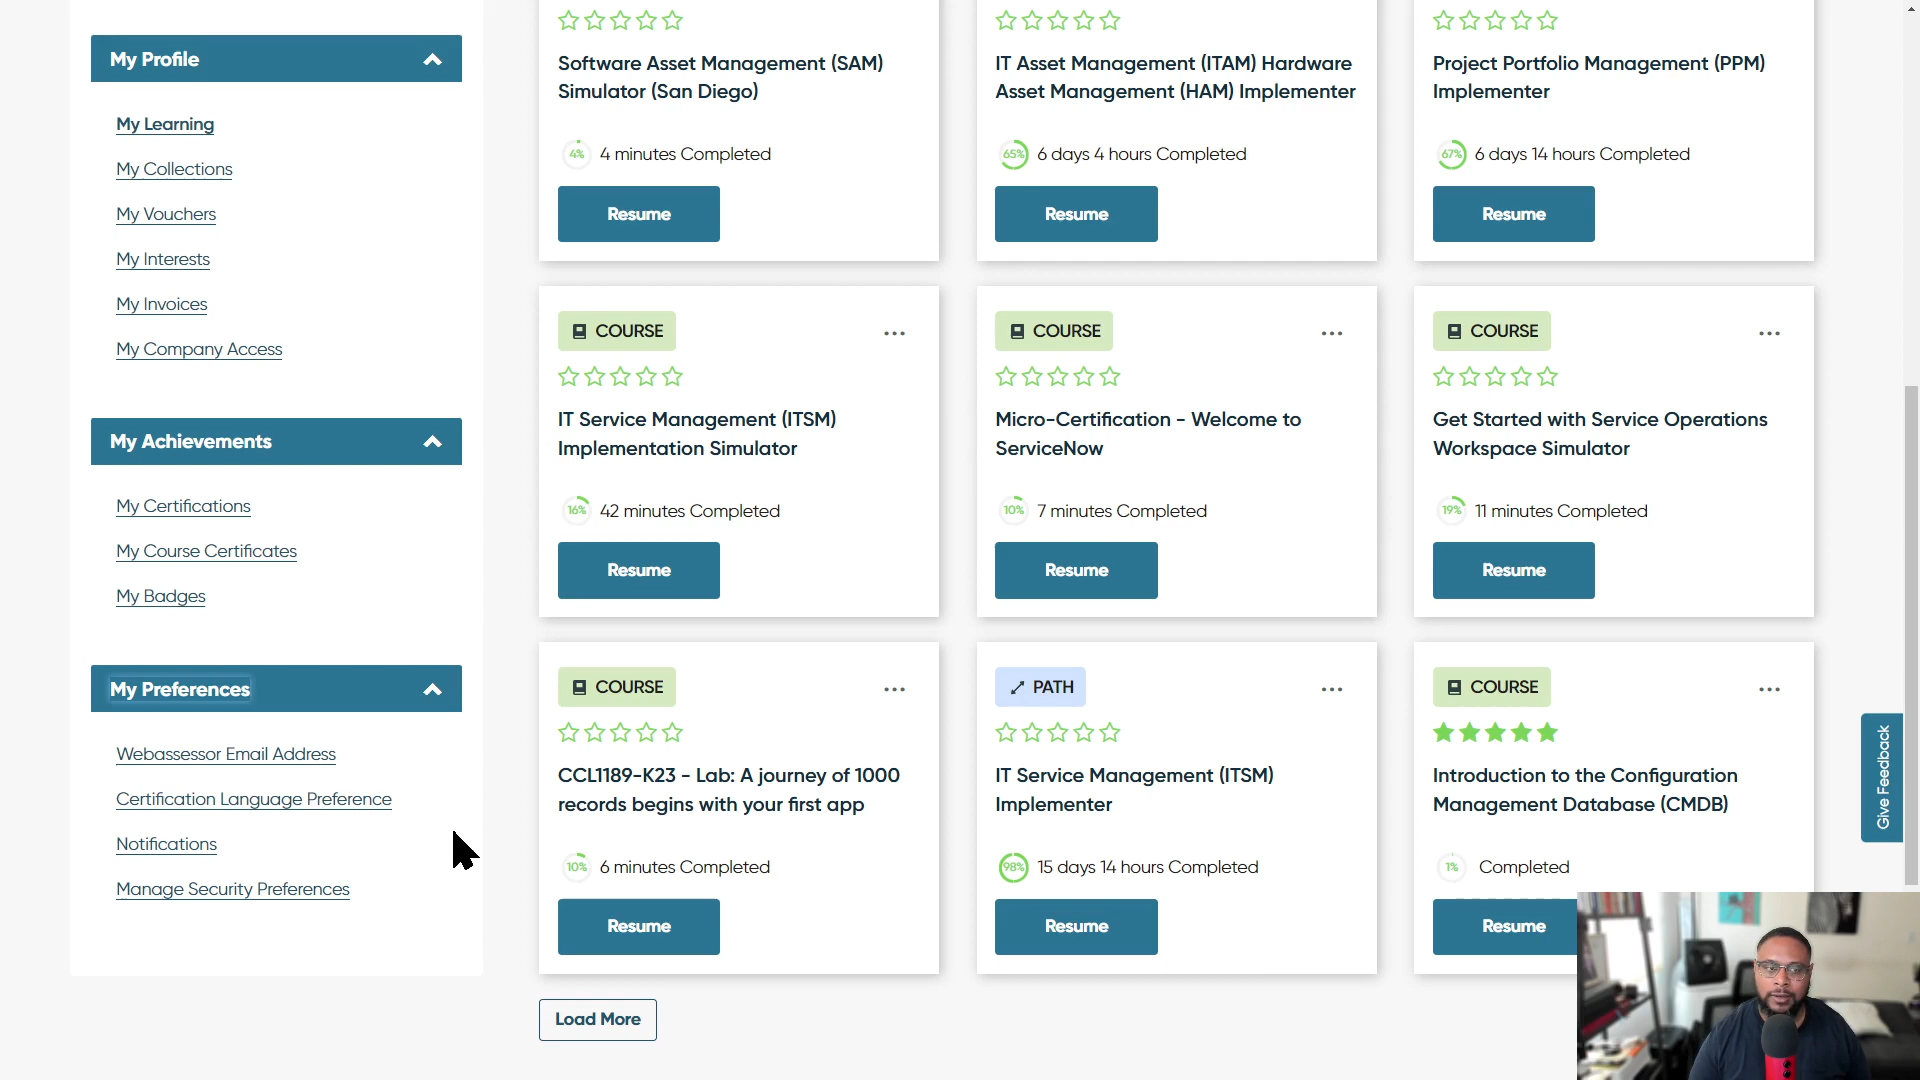 My Profile
My Learning
My Collections
My Vouchers
My Interests
My Invoices
My Company Access
My Achievements
My Certifications
My Course Certificates
My Badges
My Preferences
Webassessor Email Address
Certification Language Preference
Notifications
Manage Security Preferences
Software Asset Management (SAM)
Simulator (San Diego)
4% 4 minutes Completed
Resume
IT Asset Management (ITAM) Hardware
Asset Management (HAM) Implementer
65% 6 days 4 hours Completed
Resume
Project Portfolio Management (PPM)
Implementer
67% 6 days 14 hours Completed
Resume
COURSE
IT Service Management (ITSM)
Implementation Simulator
16% 42 minutes Completed
Resume
COURSE
Micro-Certification - Welcome to
ServiceNow
10% 7 minutes Completed
Resume
COURSE
Get Started with Service Operations
Workspace Simulator
19% 11 minutes Completed
Resume
COURSE
CCL1189-K23 - Lab: A journey of 1000
records begins with your first app
10% 6 minutes Completed
Resume
PATH
IT Service Management (ITSM)
Implementer
98% 15 days 14 hours Completed
Resume
COURSE
Introduction to the Configuration
Management Database (CMDB)
1% Completed
Resume
Load More
Give Feedback